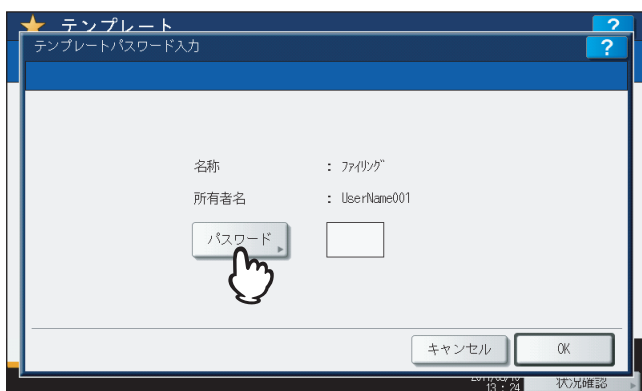 テンプレート ?
テンプレートパスワード入力 ?
名称 : ﾌｧｲﾘﾝｸﾞ
所有者名 : UserName001
パスワード
キャンセル OK
13 : 24 状況確認